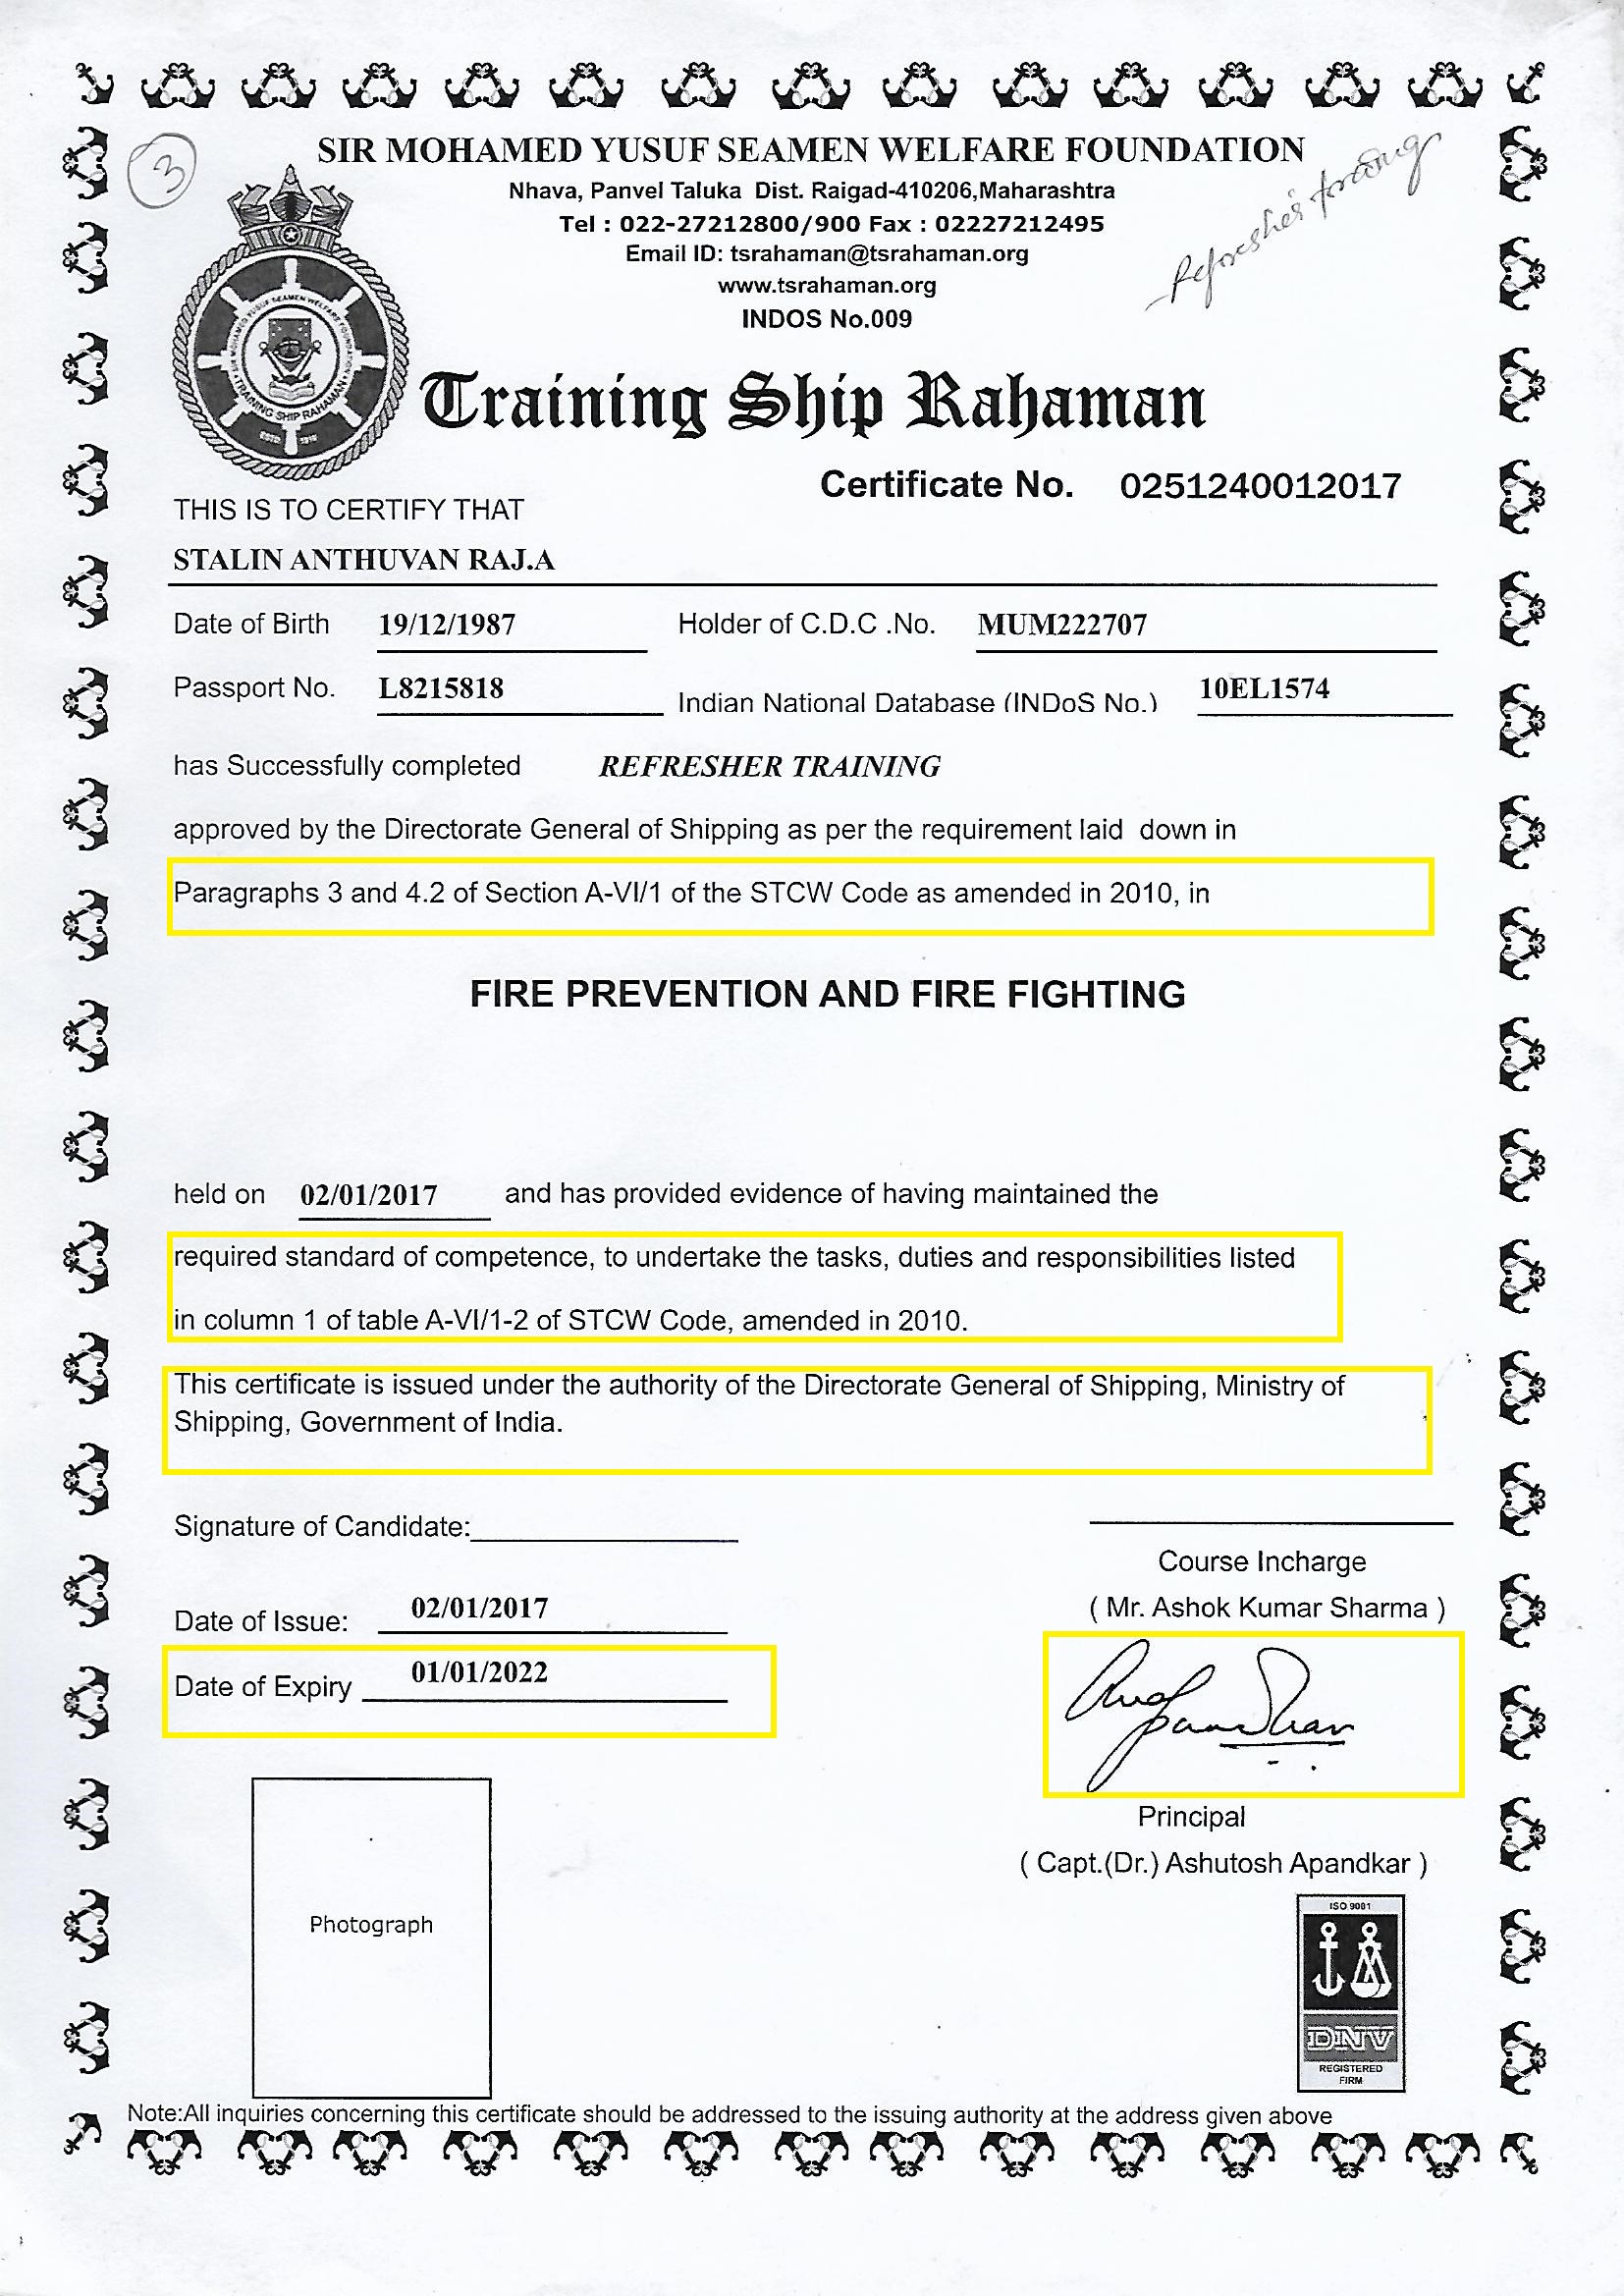 3
SIR MOHAMED YUSUF SEAMEN WELFARE FOUNDATION
Nhava, Panvel Taluka Dist. Raigad-410206,Maharashtra
Tel : 022-27212800/900 Fax : 02227212495
Email ID: tsrahaman@tsrahaman.org
www.tsrahaman.org
INDOS No.009
SIR MOHAMED YUSUF SEAMEN WELFARE FOUNDATION
TRAINING SHIP RAHAMAN
ESTD 1910
Training Ship Rahaman
Certificate No. 0251240012017
THIS IS TO CERTIFY THAT
STALIN ANTHUVAN RAJ.A
Date of Birth 19/12/1987 Holder of C.D.C .No. MUM222707
Passport No. L8215818 Indian National Database (INDoS No.) 10EL1574
has Successfully completed REFRESHER TRAINING
approved by the Directorate General of Shipping as per the requirement laid down in
Paragraphs 3 and 4.2 of Section A-VI/1 of the STCW Code as amended in 2010, in
FIRE PREVENTION AND FIRE FIGHTING
held on 02/01/2017 and has provided evidence of having maintained the
required standard of competence, to undertake the tasks, duties and responsibilities listed
in column 1 of table A-VI/1-2 of STCW Code, amended in 2010.
This certificate is issued under the authority of the Directorate General of Shipping, Ministry of
Shipping, Government of India.
Signature of Candidate:
Course Incharge
( Mr. Ashok Kumar Sharma )
Date of Issue: 02/01/2017
Date of Expiry 01/01/2022
Principal
( Capt.(Dr.) Ashutosh Apandkar )
Photograph
ISO 9001
DNV
REGISTERED
FIRM
Note:All inquiries concerning this certificate should be addressed to the issuing authority at the address given above